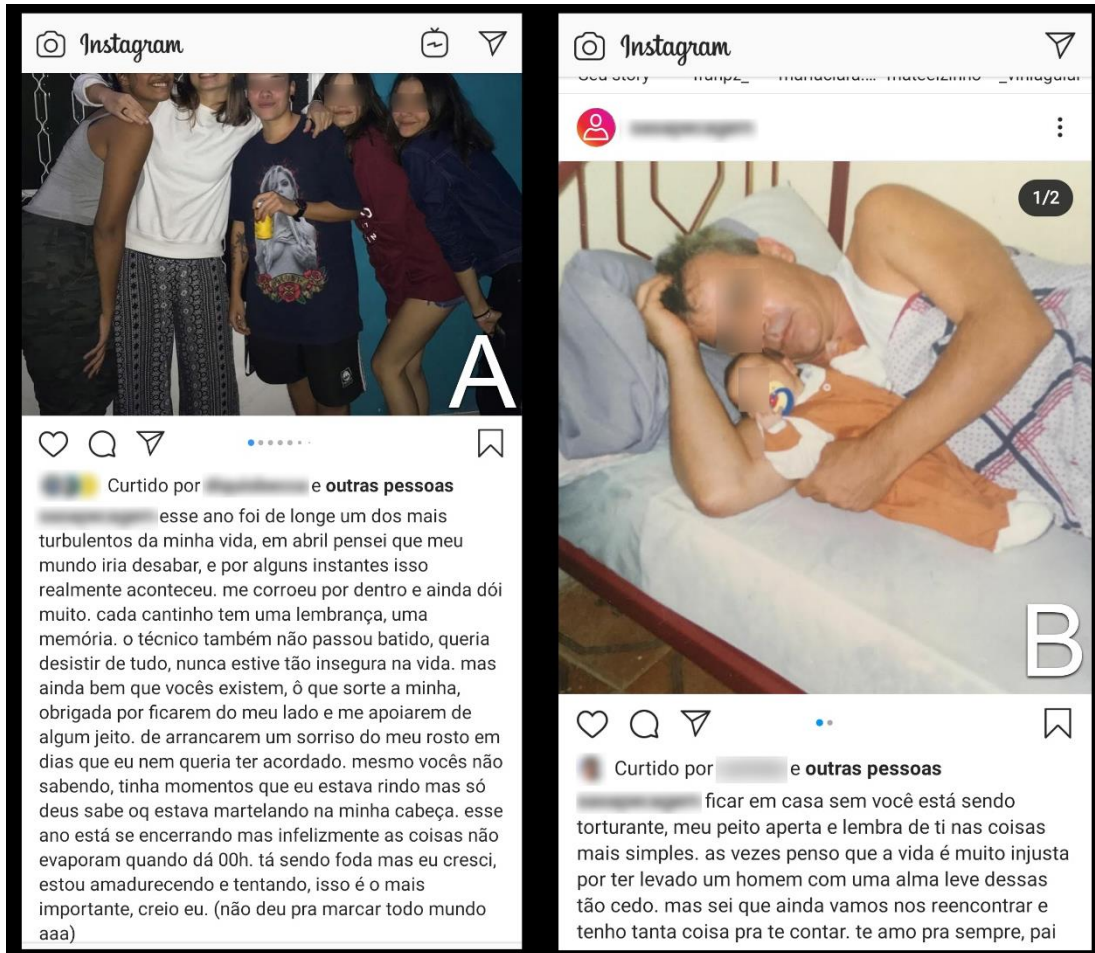 Instagram
A
Curtido por e outras pessoas
esse ano foi de longe um dos mais
turbulentos da minha vida, em abril pensei que meu
mundo iria desabar, e por alguns instantes isso
realmente aconteceu. me corroeu por dentro e ainda dói
muito. cada cantinho tem uma lembrança, uma
memória. o técnico também não passou batido, queria
desistir de tudo, nunca estive tão insegura na vida. mas
ainda bem que vocês existem, ô que sorte a minha,
obrigada por ficarem do meu lado e me apoiarem de
algum jeito. de arrancarem um sorriso do meu rosto em
dias que eu nem queria ter acordado. mesmo vocês não
sabendo, tinha momentos que eu estava rindo mas só
deus sabe oq estava martelando na minha cabeça. esse
ano está se encerrando mas infelizmente as coisas não
evaporam quando dá 00h. tá sendo foda mas eu cresci,
estou amadurecendo e tentando, isso é o mais
importante, creio eu. (não deu pra marcar todo mundo
aaa)
Instagram
1/2
B
Curtido por e outras pessoas
ficar em casa sem você está sendo
torturante, meu peito aperta e lembra de ti nas coisas
mais simples. as vezes penso que a vida é muito injusta
por ter levado um homem com uma alma leve dessas
tão cedo. mas sei que ainda vamos nos reencontrar e
tenho tanta coisa pra te contar. te amo pra sempre, pai